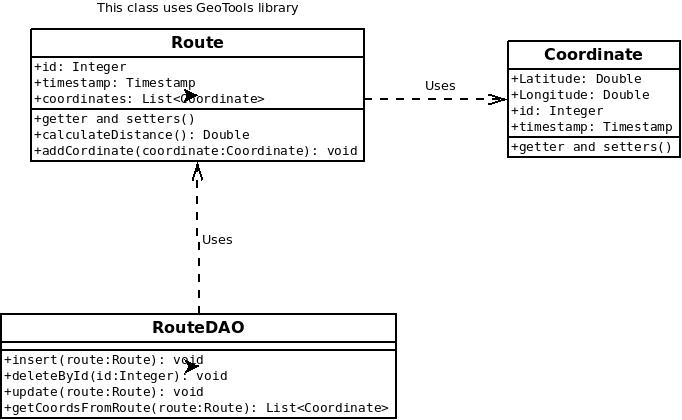 This class uses GeoTools library
Route
+id: Integer
+timestamp: Timestamp
+coordinates: List<Coordinate>
+getter and setters()
+calculateDistance(): Double
+addCordinate(coordinate:Coordinate): void
Uses
Coordinate
+Latitude: Double
+Longitude: Double
+id: Integer
+timestamp: Timestamp
+getter and setters()
Uses
RouteDAO
+insert(route:Route): void
+deleteById(id:Integer): void
+update(route:Route): void
+getCoordsFromRoute(route:Route): List<Coordinate>